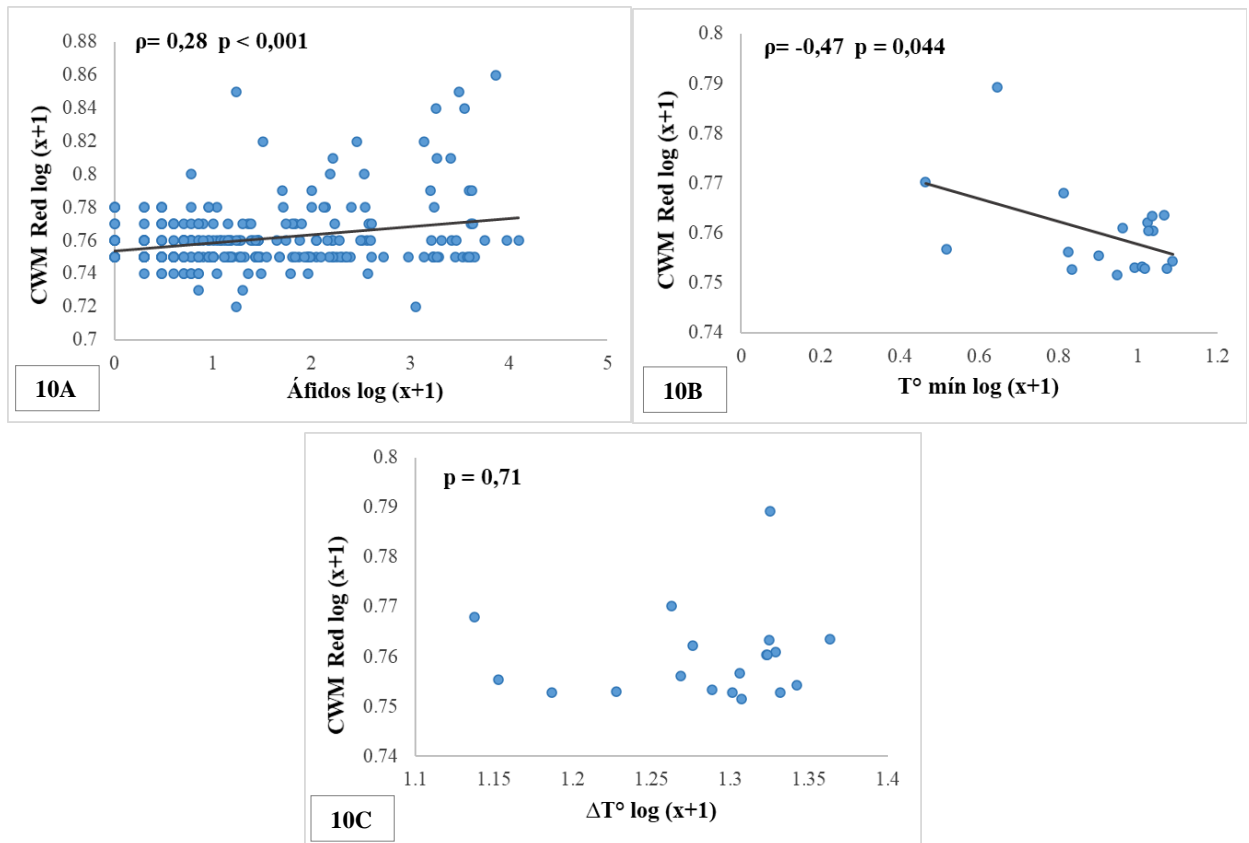 ρ= 0,28 p < 0,001
CWM Red log (x+1)
0.88
0.86
0.84
0.82
0.8
0.78
0.76
0.74
0.72
0.7
0 1 2 3 4 5
Áfidos log (x+1)
10A
ρ= -0,47 p = 0,044
CWM Red log (x+1)
0.8
0.79
0.78
0.77
0.76
0.75
0.74
0 0.2 0.4 0.6 0.8 1 1.2
T° mín log (x+1)
10B
p = 0,71
CWM Red log (x+1)
0.8
0.79
0.78
0.77
0.76
0.75
0.74
1.1 1.15 1.2 1.25 1.3 1.35 1.4
ΔT° log (x+1)
10C